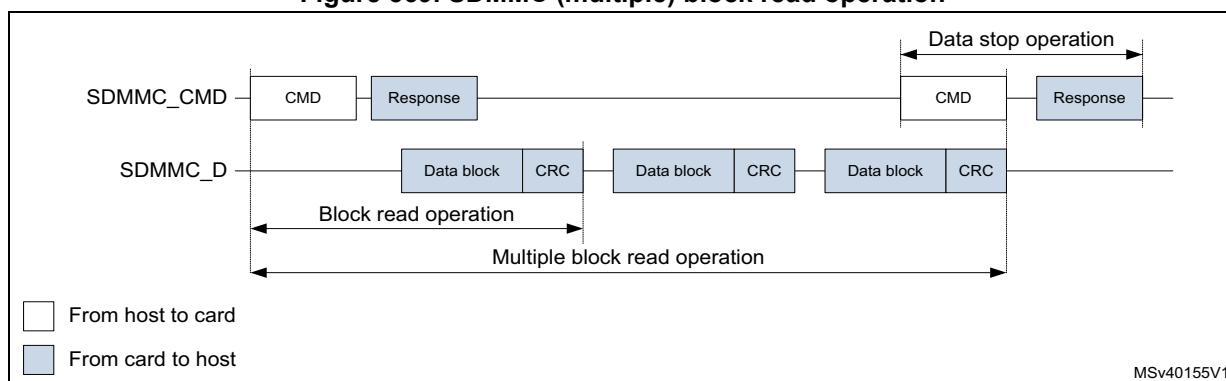 Figure SDMMC (multiple) block read operation
Data stop operation
SDMMC_CMD CMD Response CMD Response
SDMMC_D Data block CRC Data block CRC Data block CRC
Block read operation
Multiple block read operation
From host to card
From card to host
MSv40155V1